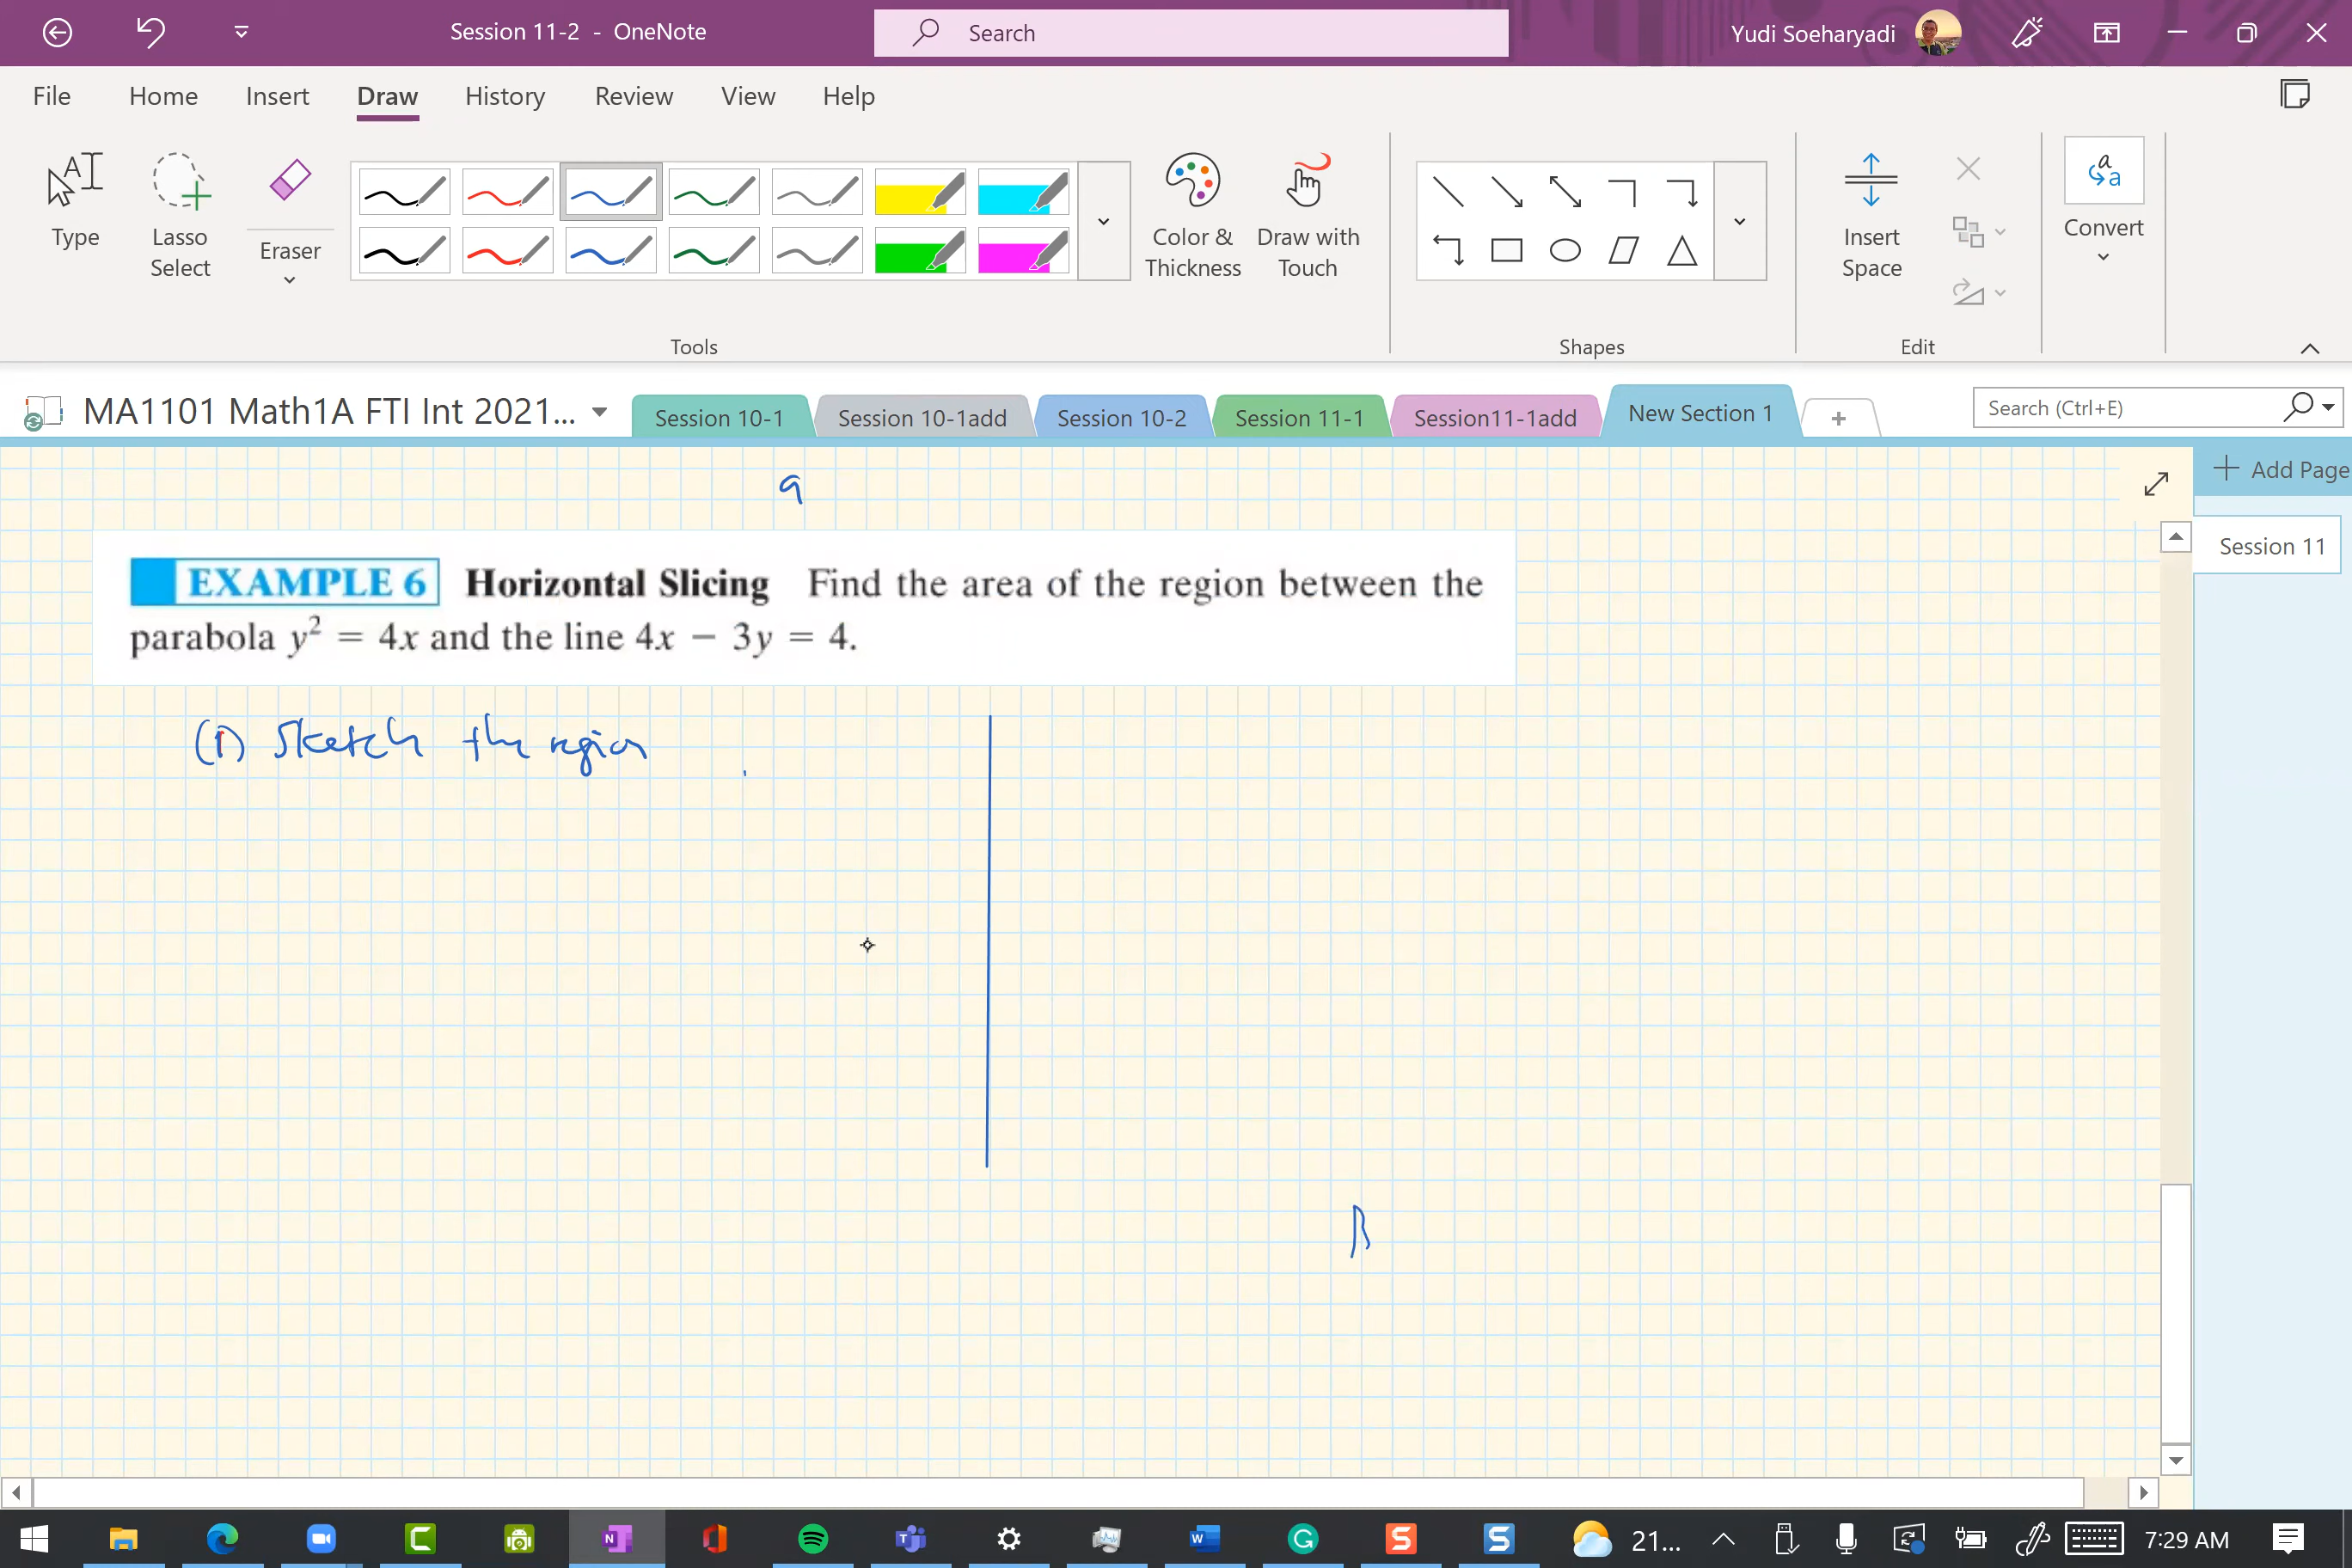 Session 11-2 - OneNote
Search
Yudi Soeharyadi
File Home Insert Draw History Review View Help
Type
Lasso Select
Eraser
Color & Thickness
Draw with Touch
Insert Space
Convert
Tools
Shapes
Edit
MA1101 Math1A FTI Int 2021...
Session 10-1
Session 10-1add
Session 10-2
Session 11-1
Session11-1add
New Section 1
Search (Ctrl+E)
Add Page
Session 11
EXAMPLE 6 Horizontal Slicing Find the area of the region between the
parabola y² = 4x and the line 4x − 3y = 4.
(1) Sketch the region
21...
7:29 AM